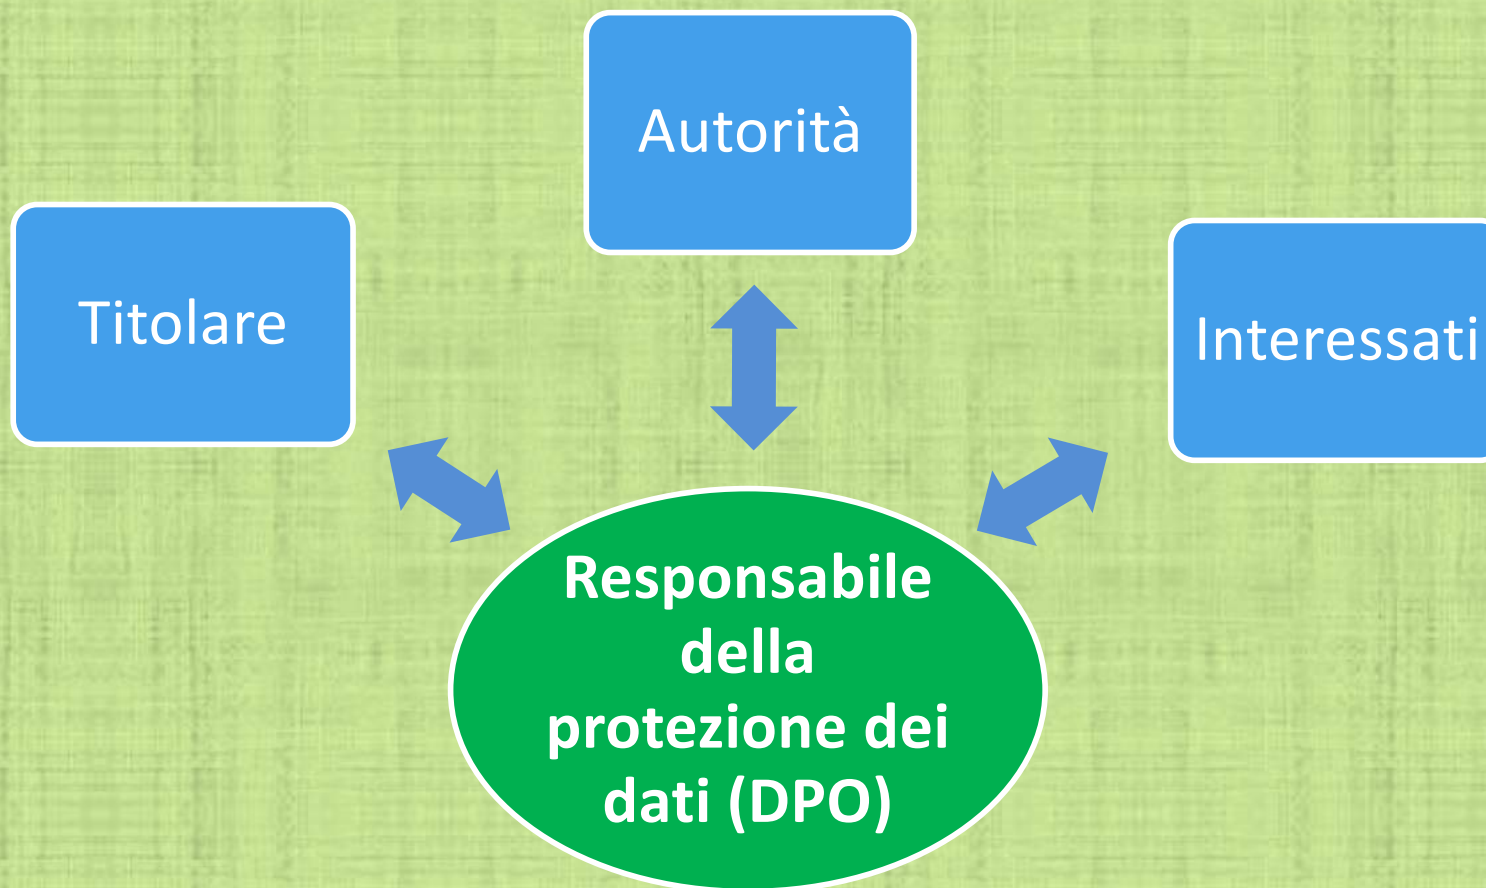 Autorità
Titolare
Interessati
Responsabile
della
protezione dei
dati (DPO)